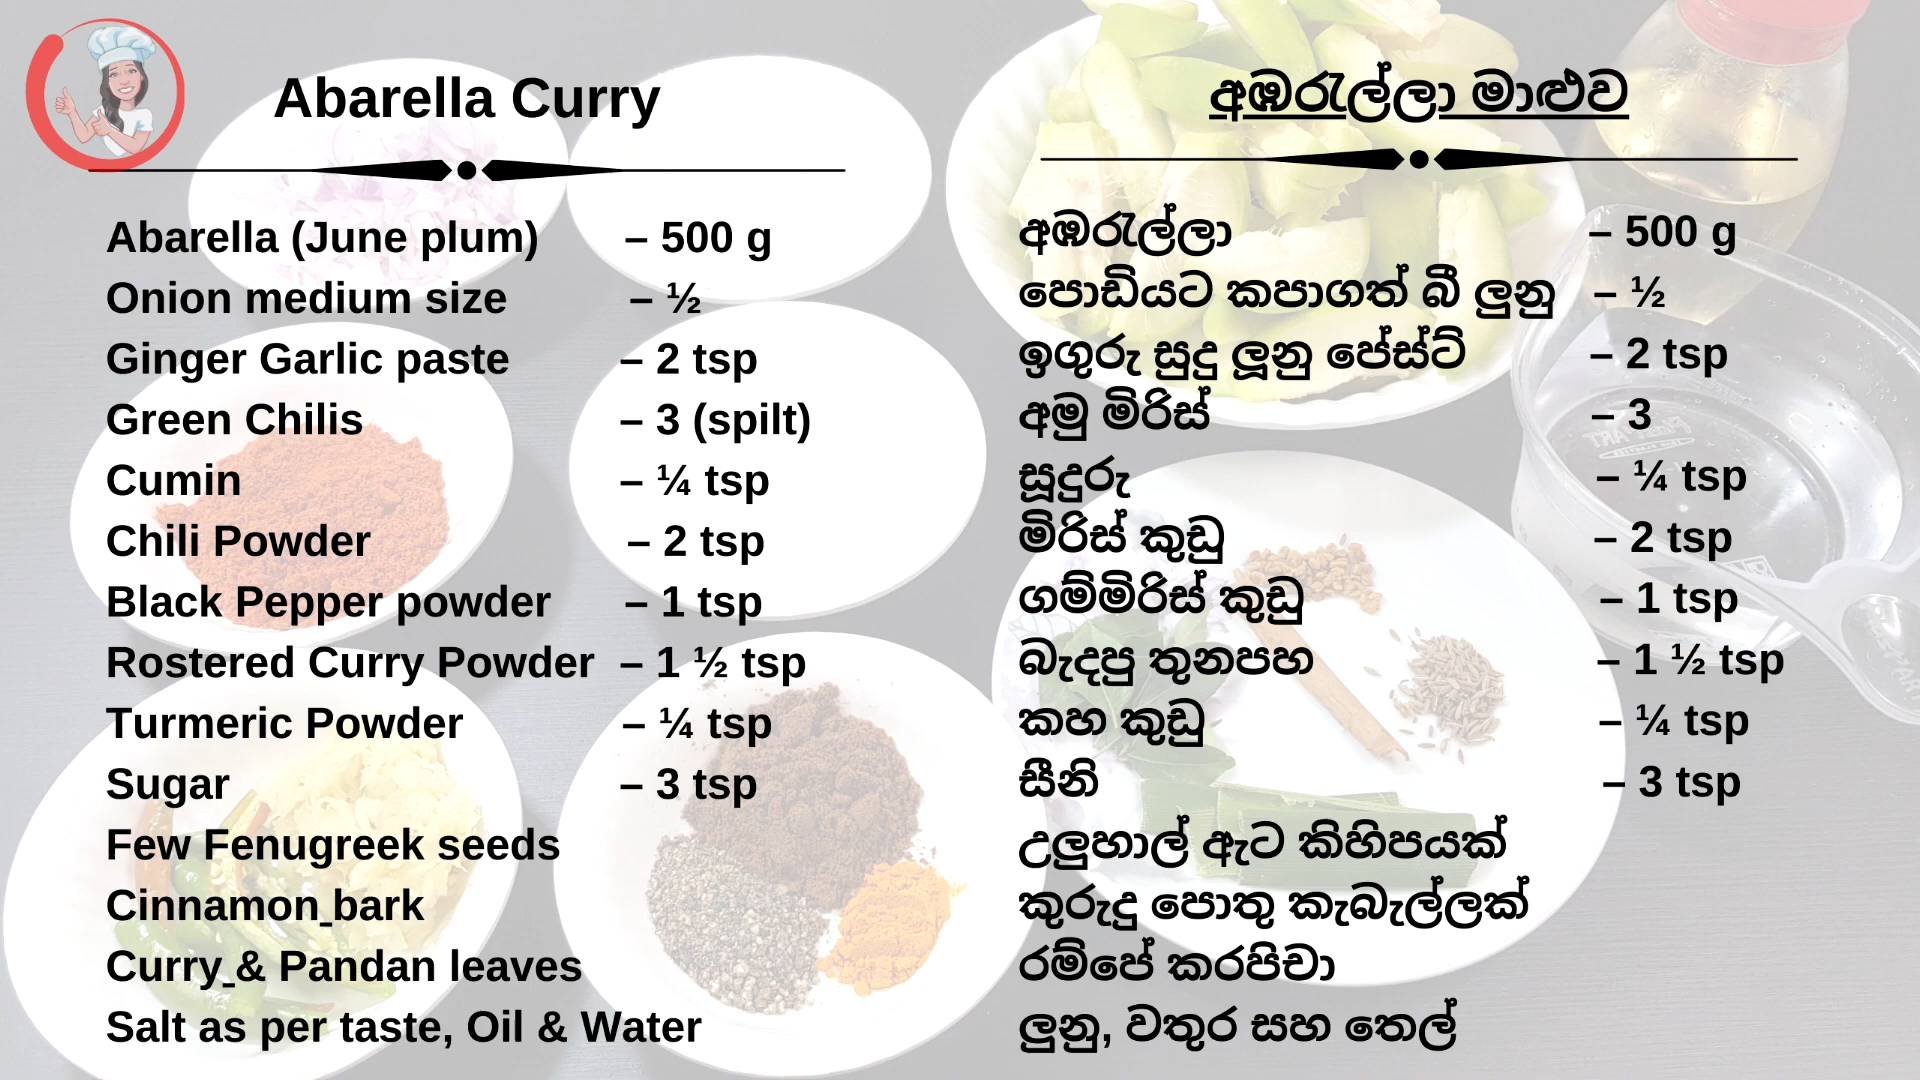 Abarella Curry
Abarella (June plum) – 500 g
Onion medium size – ½
Ginger Garlic paste – 2 tsp
Green Chilis – 3 (spilt)
Cumin – ¼ tsp
Chili Powder – 2 tsp
Black Pepper powder – 1 tsp
Rostered Curry Powder – 1 ½ tsp
Turmeric Powder – ¼ tsp
Sugar – 3 tsp
Few Fenugreek seeds
Cinnamon bark
Curry & Pandan leaves
Salt as per taste, Oil & Water
අඹරැල්ලා මාළුව
අඹරැල්ලා – 500 g
පොඩියට කපාගත් බී ලුනු – ½
ඉගුරු සුදු ලූනු පේස්ට් – 2 tsp
අමු මිරිස් – 3
සූදුරු – ¼ tsp
මිරිස් කුඩු – 2 tsp
ගම්මිරිස් කුඩු – 1 tsp
බැදපු තුනපහ – 1 ½ tsp
කහ කුඩු – ¼ tsp
සීනි – 3 tsp
උලුහාල් ඇට කිහිපයක්
කුරුදු පොතු කැබැල්ලක්
රම්පේ කරපිචා
ලුනු, වතුර සහ තෙල්